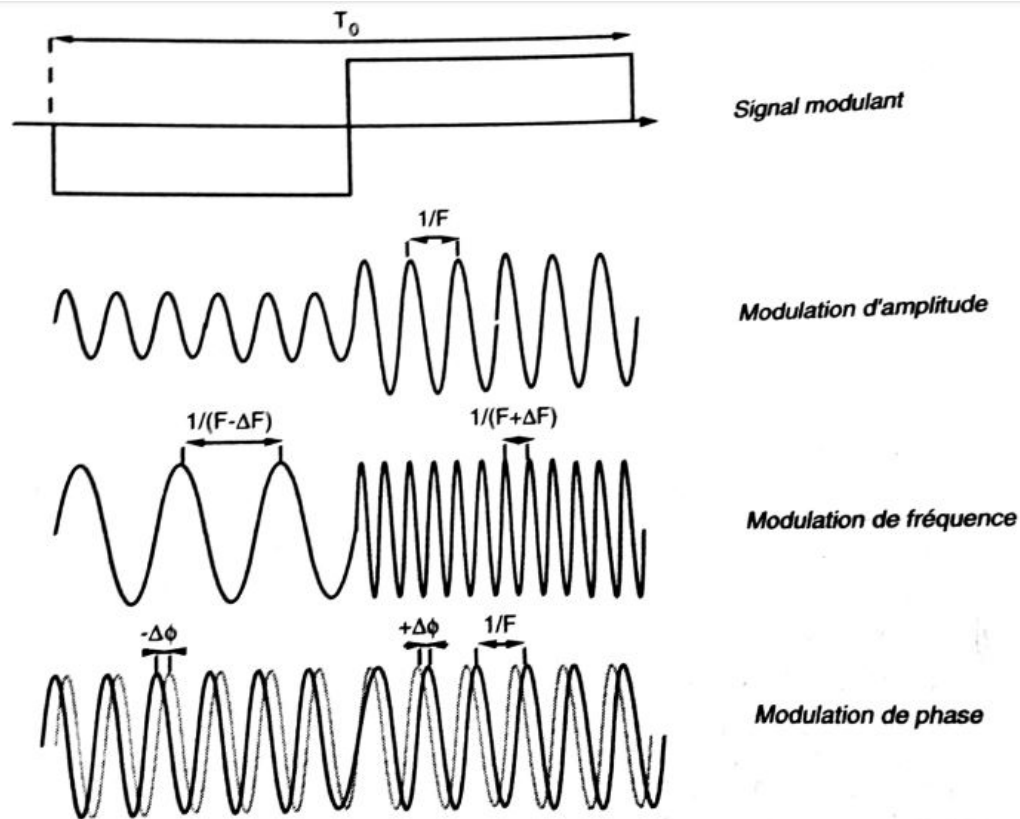 T₀
Signal modulant
1/F
Modulation d'amplitude
1/(F-ΔF)
1/(F+ΔF)
Modulation de fréquence
-Δϕ
+Δϕ
1/F
Modulation de phase